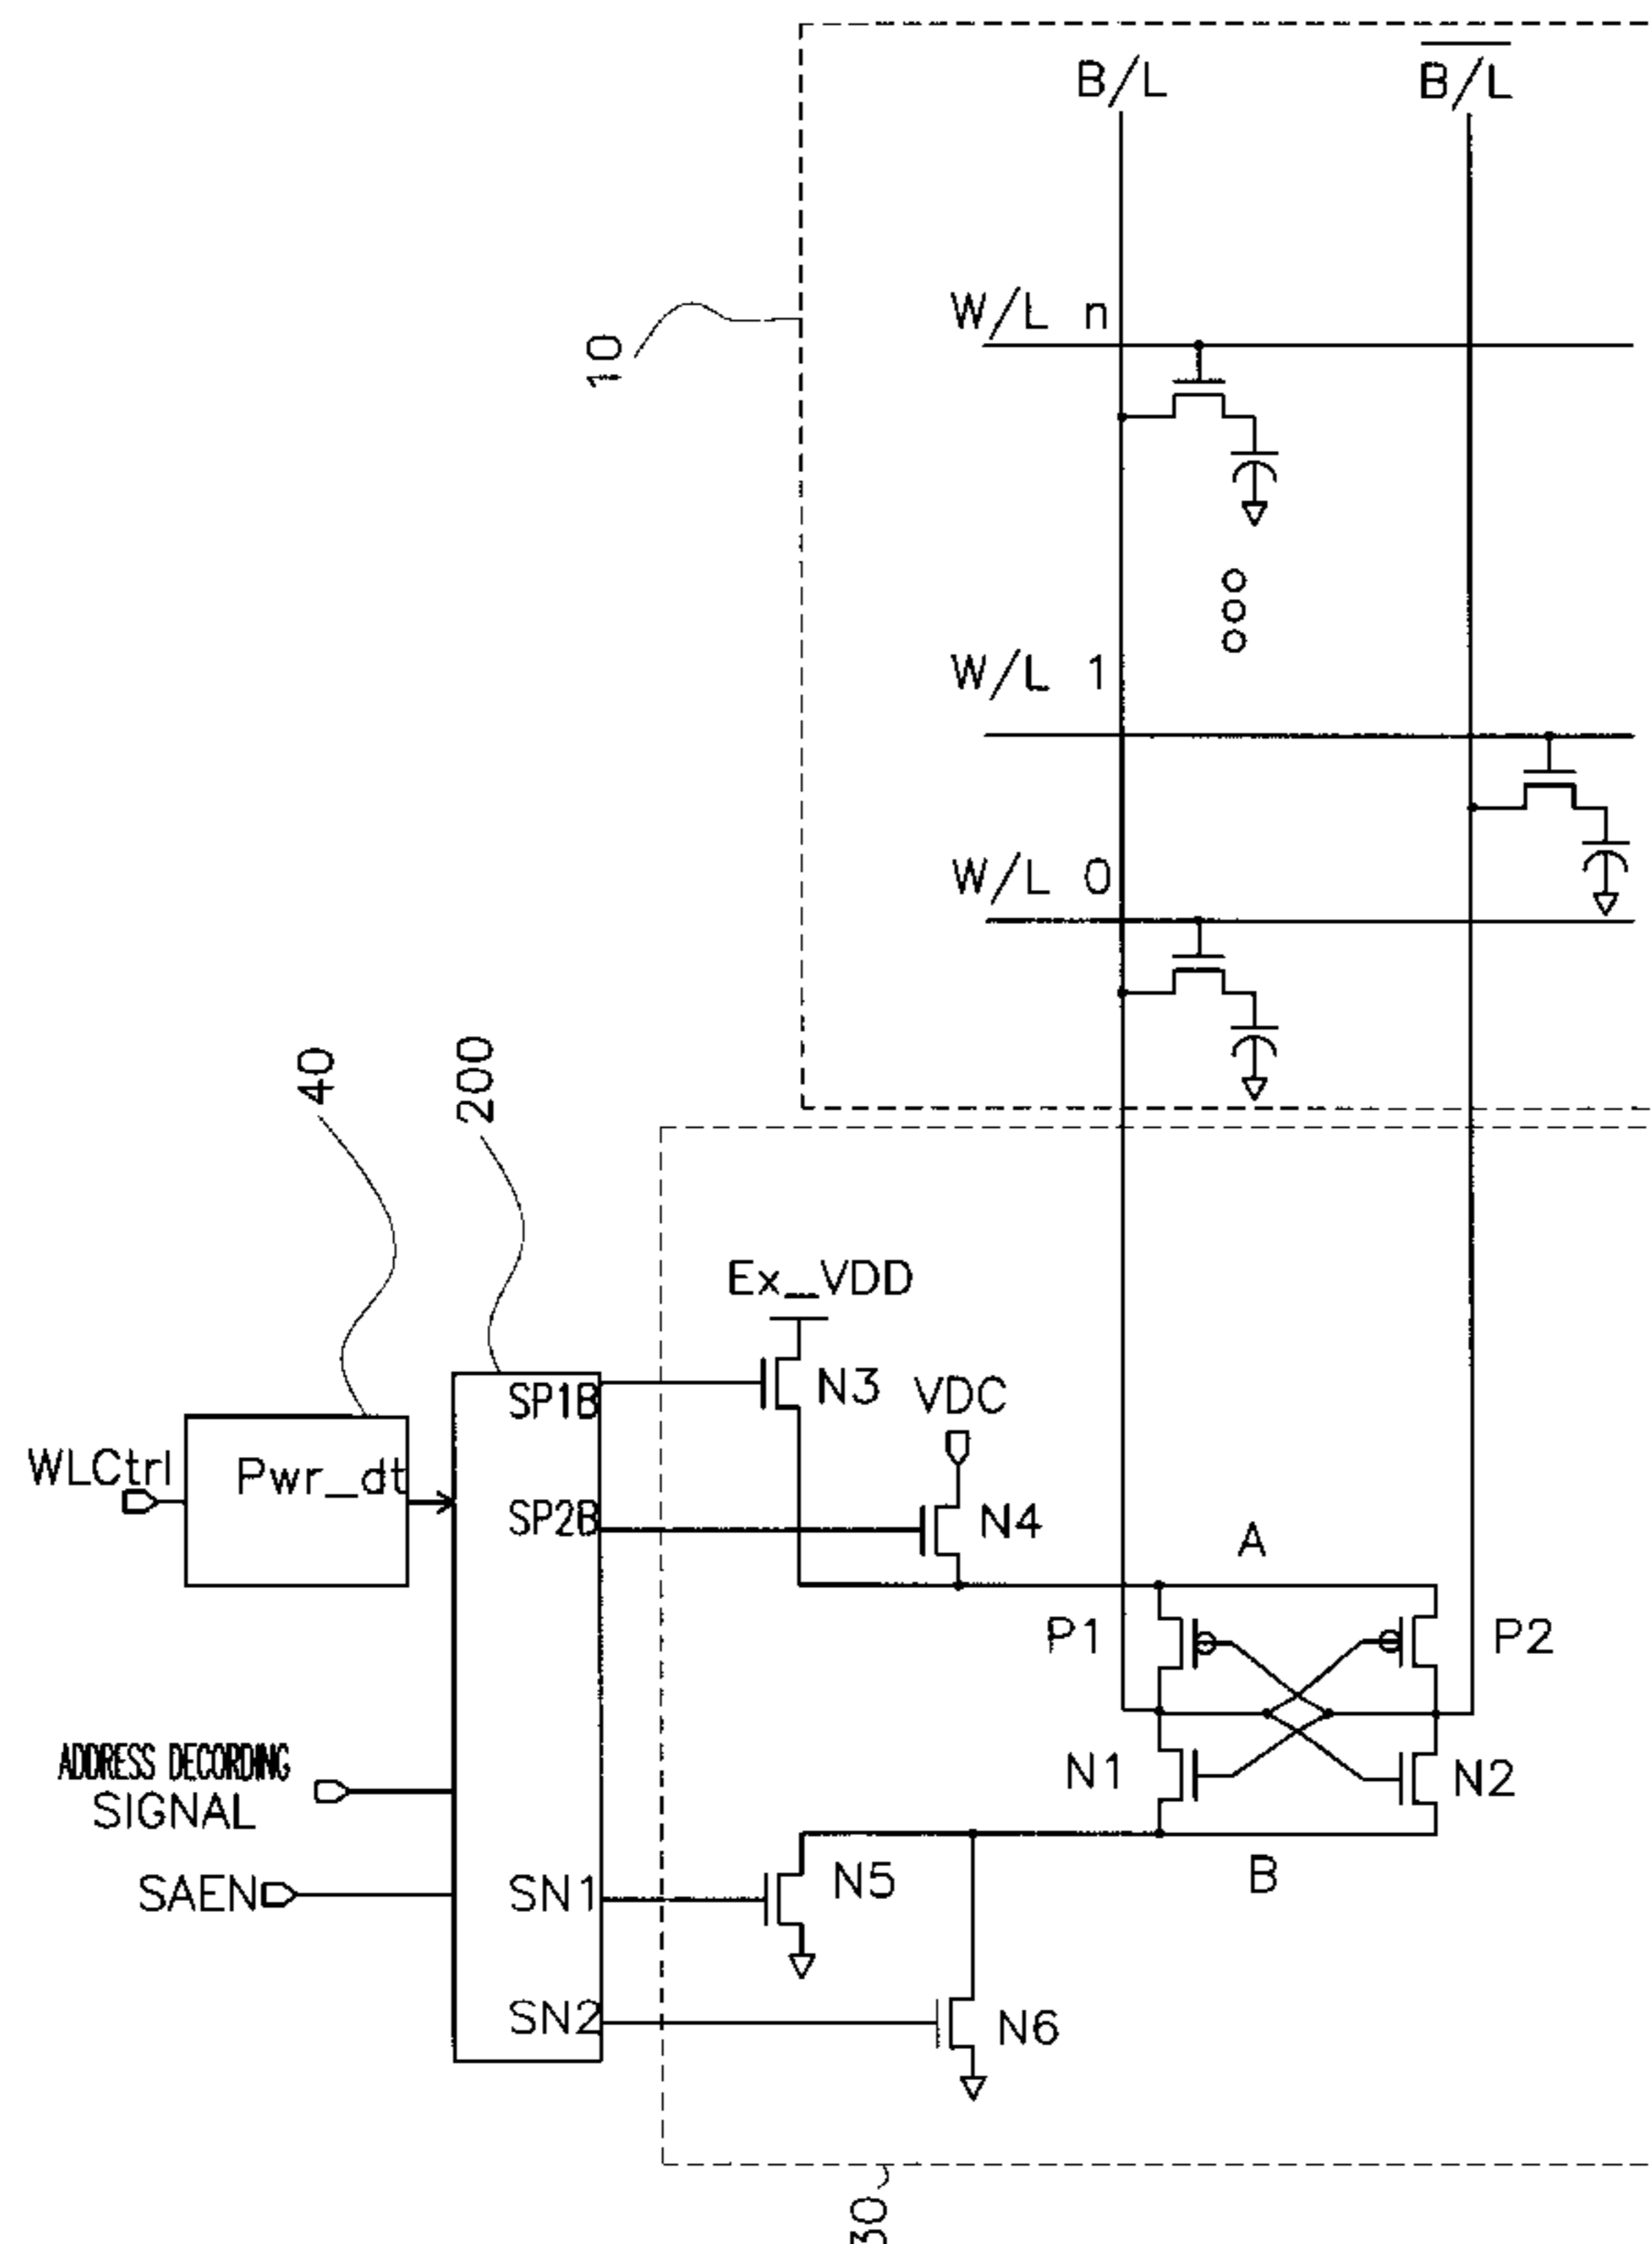 B/L
B/L
W/L n
10
W/L 1
W/L 0
40
200
Ex_VDD
SP1B
N3
VDC
WLCtrl
Pwr_dt
SP2B
N4
A
P1
P2
ADDRESS DECORDING
SIGNAL
N1
N2
SAEN
SN1
N5
B
SN2
N6
30